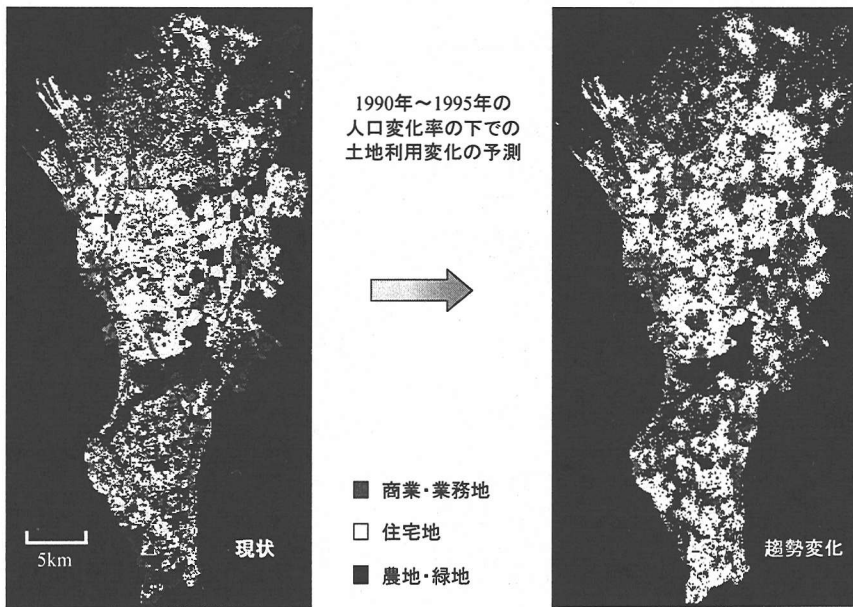 1990年～1995年の
人口変化率の下での
土地利用変化の予測
商業・業務地
住宅地
農地・緑地
5km
現状
趨勢変化